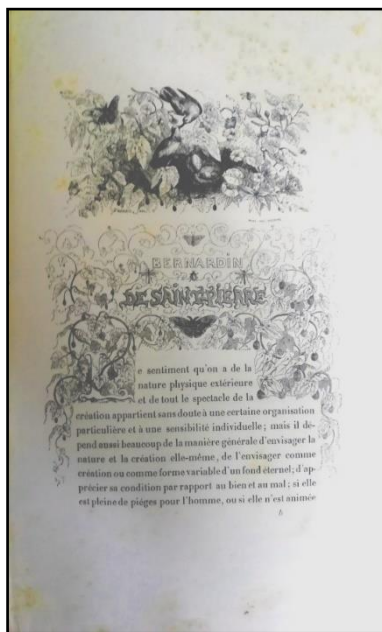 BERNARDIN
DE SAINT-PIERRE
e sentiment qu'on a de la
nature physique extérieure
et de tout le spectacle de la
création appartient sans doute à une certaine organisation
particulière et à une sensibilité individuelle; mais il dé-
pend aussi beaucoup de la manière générale d'envisager la
nature et la création elle-même, de l'envisager comme
création ou comme forme variable d'un fond éternel; d'ap-
précier sa condition par rapport au bien et au mal; si elle
est pleine de piéges pour l'homme, ou si elle n'est animée